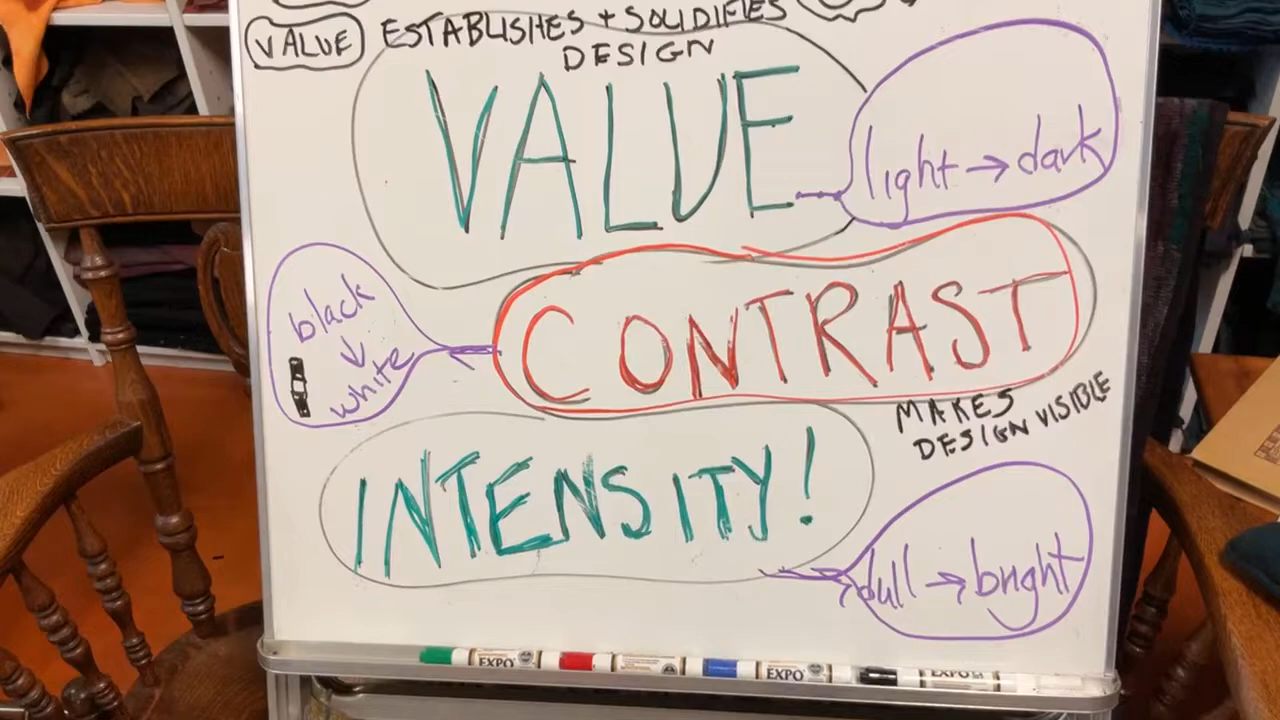 VALUE ESTABLISHES + SOLIDIFIES
DESIGN
VALUE
light → dark
CONTRAST
black
↓
white
MAKES
DESIGN VISIBLE
INTENSITY!
dull → bright
EXPO
EXPO
EXPO